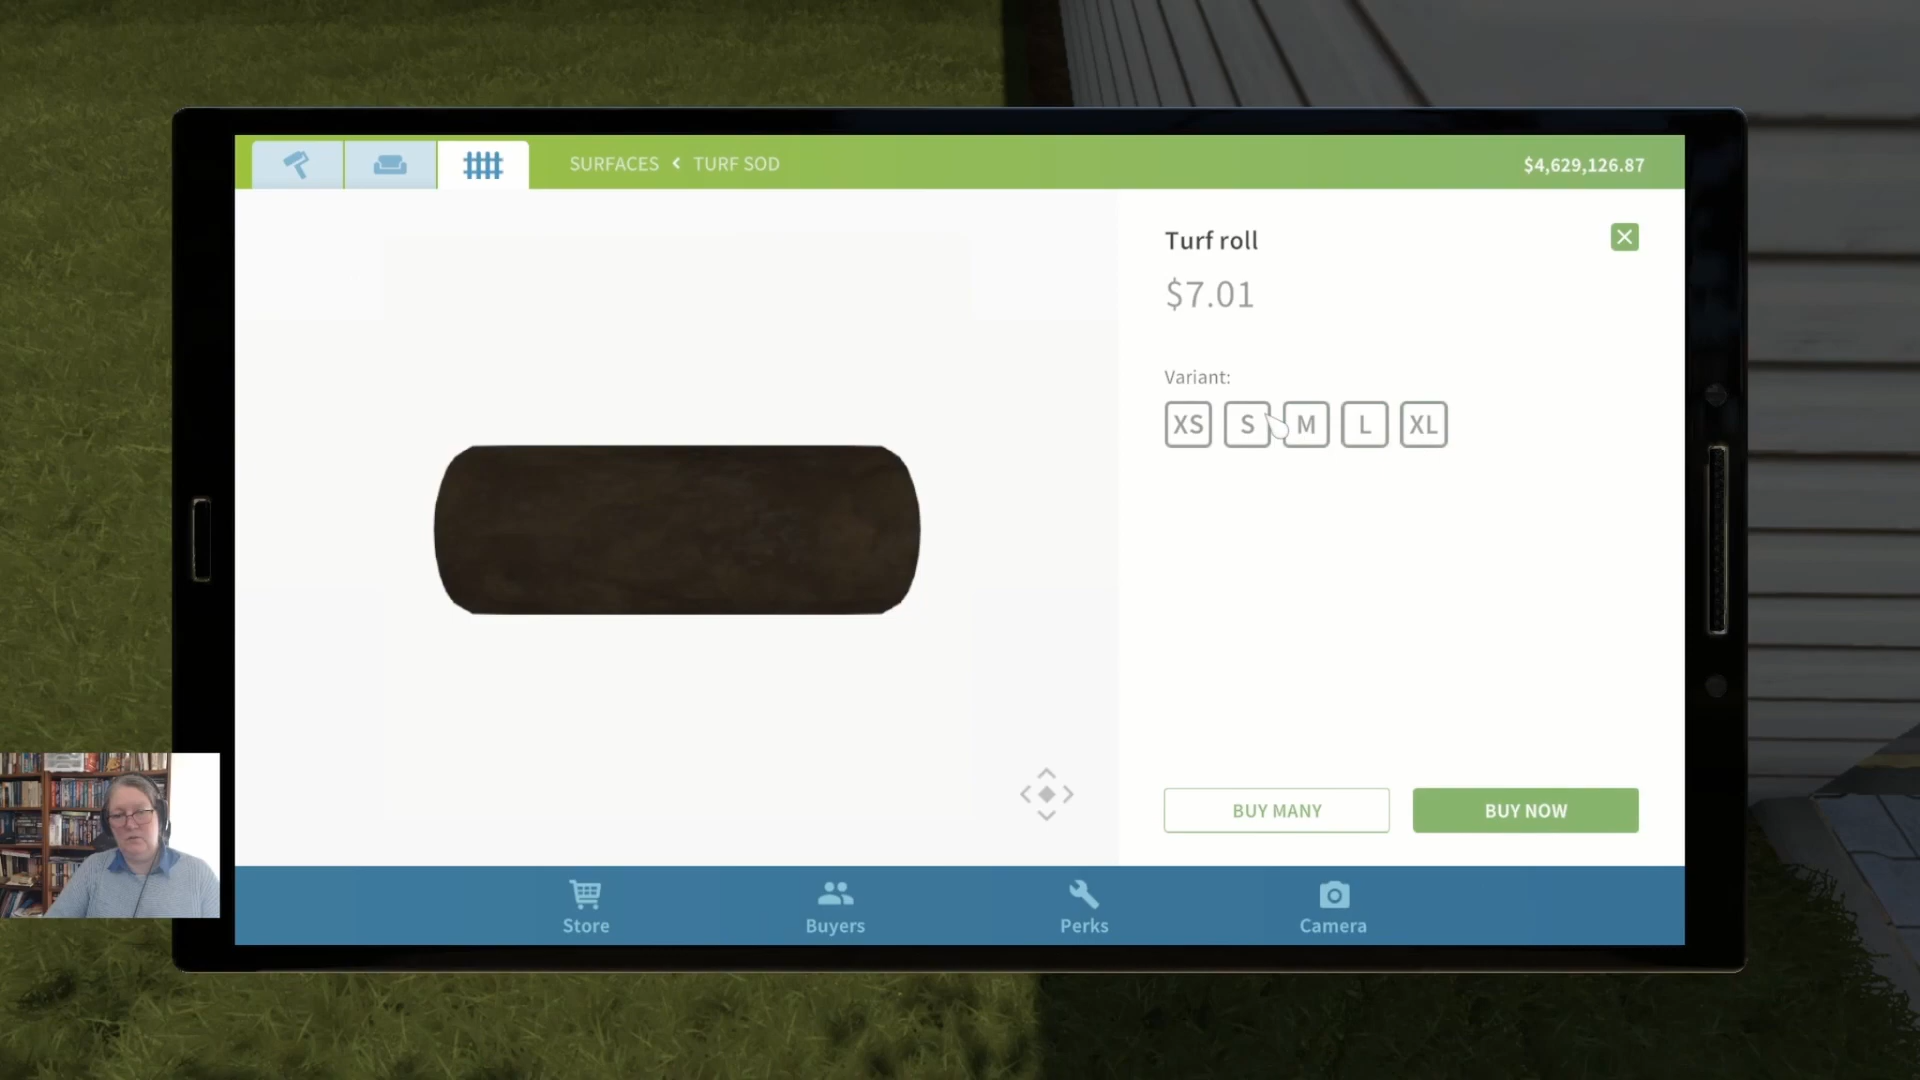 SURFACES < TURF SOD
$4,629,126.87
Turf roll
$7.01
Variant:
XS S M L XL
BUY MANY BUY NOW
Store Buyers Perks Camera